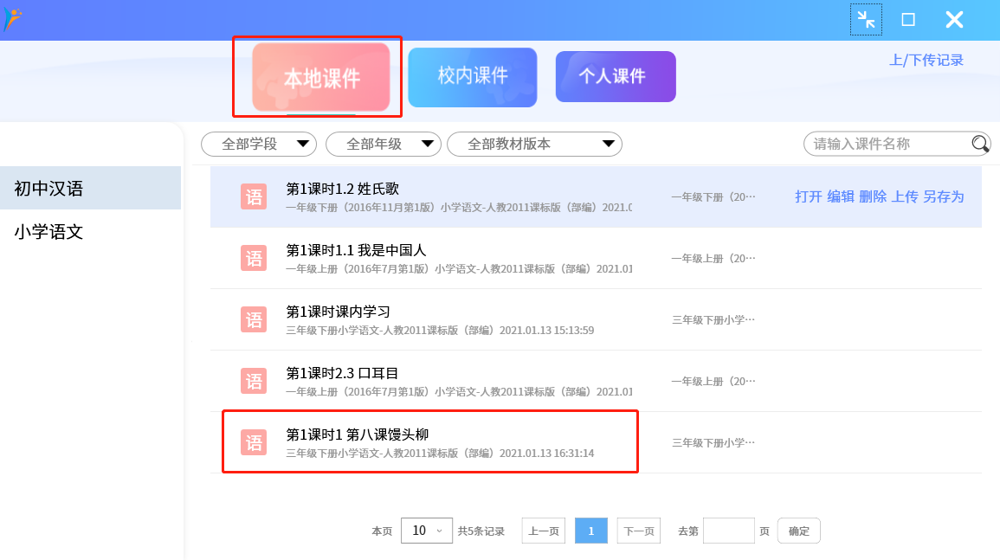 本地课件
校内课件
个人课件
上/下传记录
全部学段
全部年级
全部教材版本
请输入课件名称
初中汉语
小学语文
语
第1课时1.2 姓氏歌
一年级下册（2016年11月第1版）小学语文-人教2011课标版（部编）2021.0
一年级下册（20…
打开 编辑 删除 上传 另存为
语
第1课时1.1 我是中国人
一年级上册（2016年7月第1版）小学语文-人教2011课标版（部编）2021.01
一年级上册（20…
语
第1课时课内学习
三年级下册小学语文-人教2011课标版（部编）2021.01.13 15:13:59
三年级下册小学…
语
第1课时2.3 口耳目
一年级上册（2016年7月第1版）小学语文-人教2011课标版（部编）2021.01
一年级上册（20…
语
第1课时1 第八课馒头柳
三年级下册小学语文-人教2011课标版（部编）2021.01.13 16:31:14
三年级下册小学…
本页 10 共5条记录 上一页 1 下一页 去第 页 确定